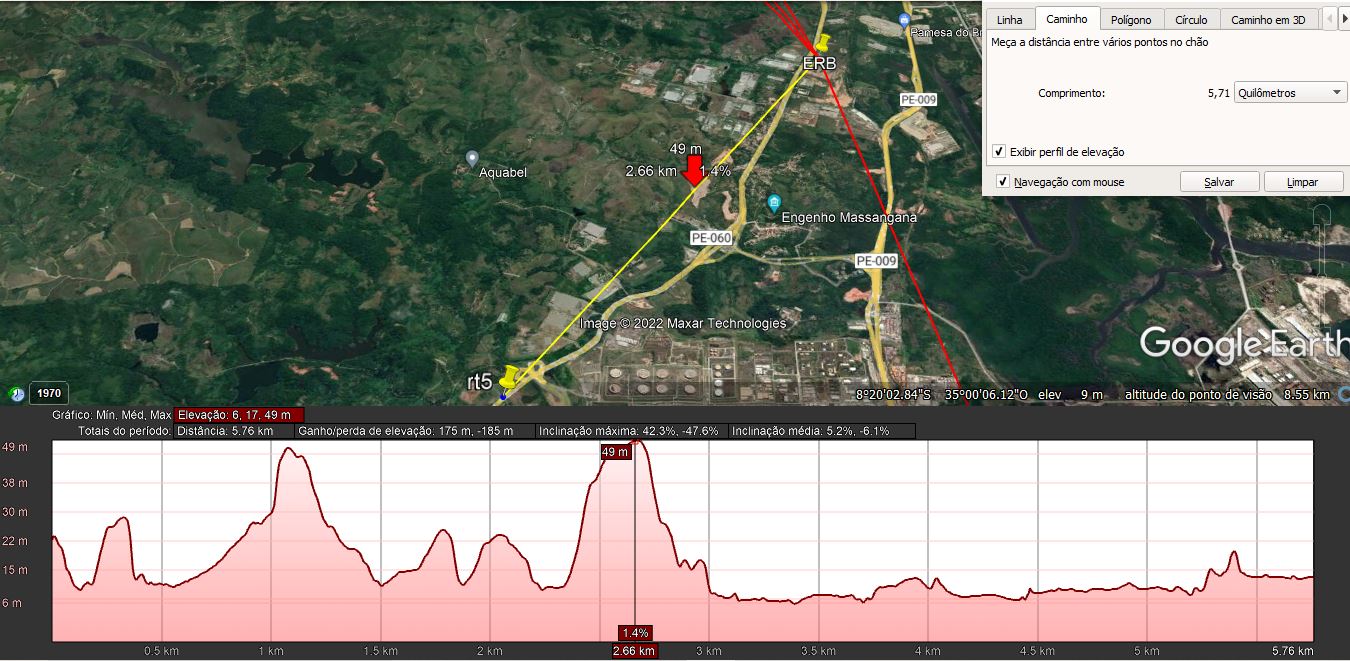 Linha Caminho Polígono Círculo Caminho em 3D
Meça a distância entre vários pontos no chão
Comprimento: 5,71 Quilômetros
Exibir perfil de elevação
Navegação com mouse Salvar Limpar
ERB
PE-009
49 m
2.66 km 1.4%
Aquabel
Engenho Massangana
PE-060
PE-009
Image © 2022 Maxar Technologies
Google Earth
rt5
1970
8°20'02.84"S 35°00'06.12"O elev 9 m altitude do ponto de visão 8.55 km
Gráfico: Mín, Méd, Máx Elevação: 6, 17, 49 m
Totais do período: Distância: 5.76 km Ganho/perda de elevação: 175 m, -185 m Inclinação máxima: 42.3%, -47.6% Inclinação média: 5.2%, -6.1%
49 m
49 m
38 m
30 m
22 m
15 m
6 m
1.4%
0.5 km 1 km 1.5 km 2 km 2.66 km 3 km 3.5 km 4 km 4.5 km 5 km 5.76 km